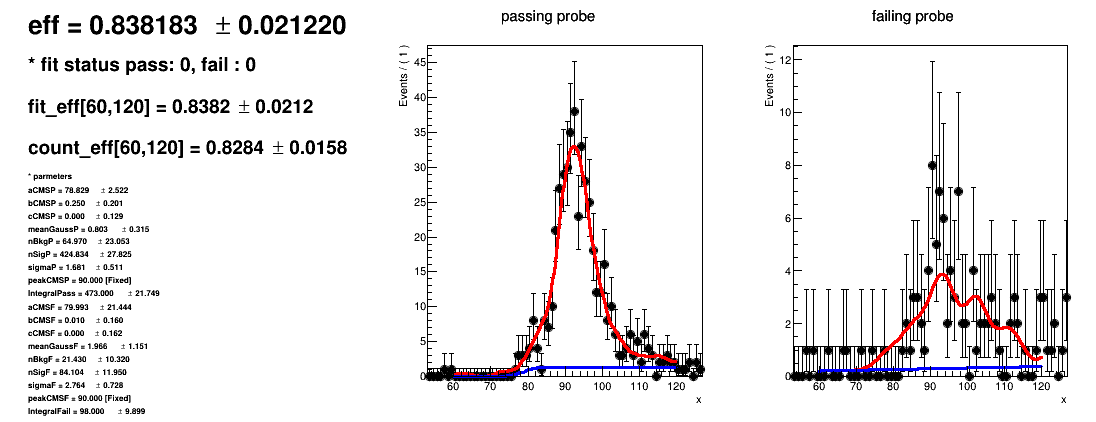 eff = 0.838183 ± 0.021220
* fit status pass: 0, fail : 0
fit_eff[60,120] = 0.8382 ± 0.0212
count_eff[60,120] = 0.8284 ± 0.0158
* parmeters
aCMSP = 78.829 ± 2.522
bCMSP = 0.250 ± 0.201
cCMSP = 0.000 ± 0.129
meanGaussP = 0.803 ± 0.315
nBkgP = 64.970 ± 23.053
nSigP = 424.834 ± 27.825
sigmaP = 1.681 ± 0.511
peakCMSP = 90.000 [Fixed]
IntegralPass = 473.000 ± 21.749
aCMSF = 79.993 ± 21.444
bCMSF = 0.010 ± 0.160
cCMSF = 0.000 ± 0.162
meanGaussF = 1.966 ± 1.151
nBkgF = 21.430 ± 10.320
nSigF = 84.104 ± 11.950
sigmaF = 2.764 ± 0.728
peakCMSF = 90.000 [Fixed]
IntegralFail = 98.000 ± 9.899
passing probe
Events / ( 1 )
45
40
35
30
25
20
15
10
5
0
60 70 80 90 100 110 120
x
failing probe
Events / ( 1 )
12
10
8
6
4
2
0
60 70 80 90 100 110 120
x